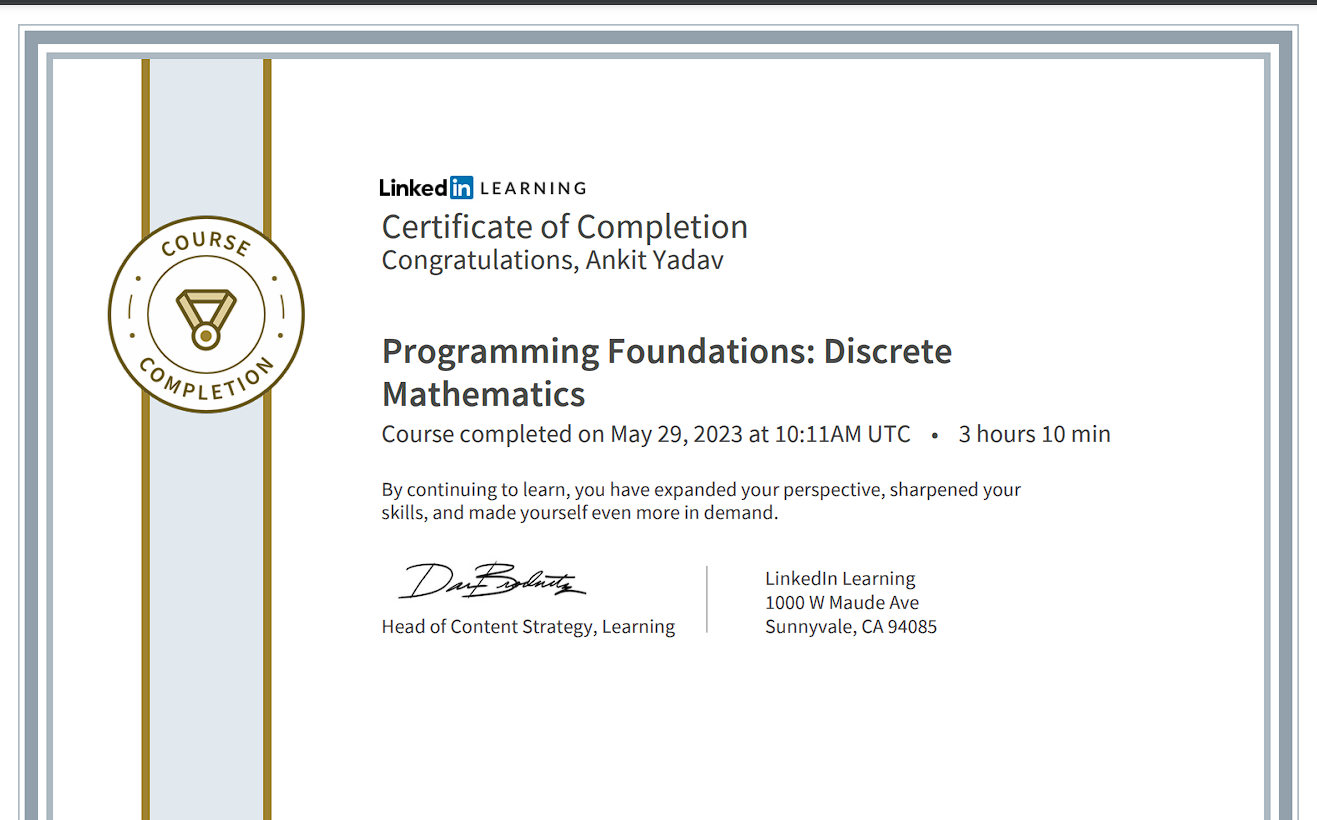 LinkedIn LEARNING
Certificate of Completion
Congratulations, Ankit Yadav
COURSE
COMPLETION
Programming Foundations: Discrete
Mathematics
Course completed on May 29, 2023 at 10:11AM UTC • 3 hours 10 min
By continuing to learn, you have expanded your perspective, sharpened your
skills, and made yourself even more in demand.
Head of Content Strategy, Learning
LinkedIn Learning
1000 W Maude Ave
Sunnyvale, CA 94085